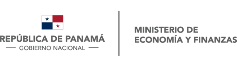 REPÚBLICA DE PANAMÁ
— GOBIERNO NACIONAL —
MINISTERIO DE
ECONOMÍA Y FINANZAS